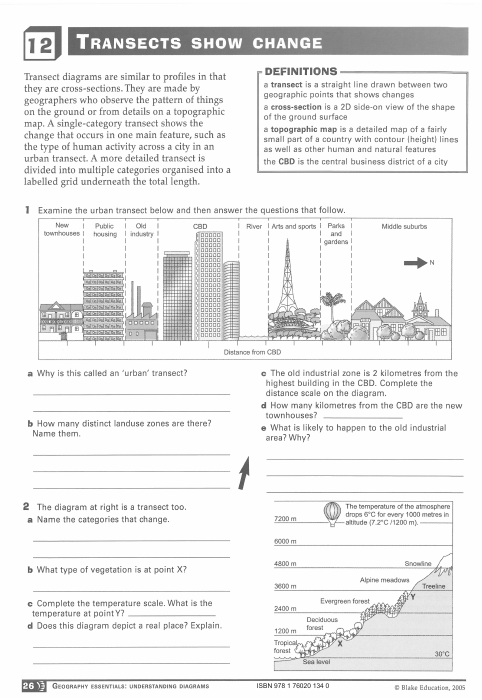 12 TRANSECTS SHOW CHANGE
Transect diagrams are similar to profiles in that
they are cross-sections. They are made by
geographers who observe the pattern of things
on the ground or from details on a topographic
map. A single-category transect shows the
change that occurs in one main feature, such as
the type of human activity across a city in an
urban transect. A more detailed transect is
divided into multiple categories organised into a
labelled grid underneath the total length.
DEFINITIONS
a transect is a straight line drawn between two
geographic points that shows changes
a cross-section is a 2D side-on view of the shape
of the ground surface
a topographic map is a detailed map of a fairly
small part of a country with contour (height) lines
as well as other human and natural features
the CBD is the central business district of a city
1 Examine the urban transect below and then answer the questions that follow.
New
townhouses
Public
housing
Old
industry
CBD
River
Arts and sports
Parks
and
gardens
Middle suburbs
N
Distance from CBD
a Why is this called an 'urban' transect?
b How many distinct landuse zones are there?
Name them.
c The old industrial zone is 2 kilometres from the
highest building in the CBD. Complete the
distance scale on the diagram.
d How many kilometres from the CBD are the new
townhouses?
e What is likely to happen to the old industrial
area? Why?
2 The diagram at right is a transect too.
a Name the categories that change.
b What type of vegetation is at point X?
c Complete the temperature scale. What is the
temperature at point Y?
d Does this diagram depict a real place? Explain.
The temperature of the atmosphere
drops 6°C for every 1000 metres in
altitude (7.2°C /1200 m).
7200 m
6000 m
4800 m
Snowline
Alpine meadows
3600 m
Treeline
Y
Evergreen forest
2400 m
Deciduous
forest
1200 m
X
Tropical
forest
30°C
Sea level
26 GEOGRAPHY ESSENTIALS: UNDERSTANDING DIAGRAMS
ISBN 978 1 76020 134 0
© Blake Education, 2005